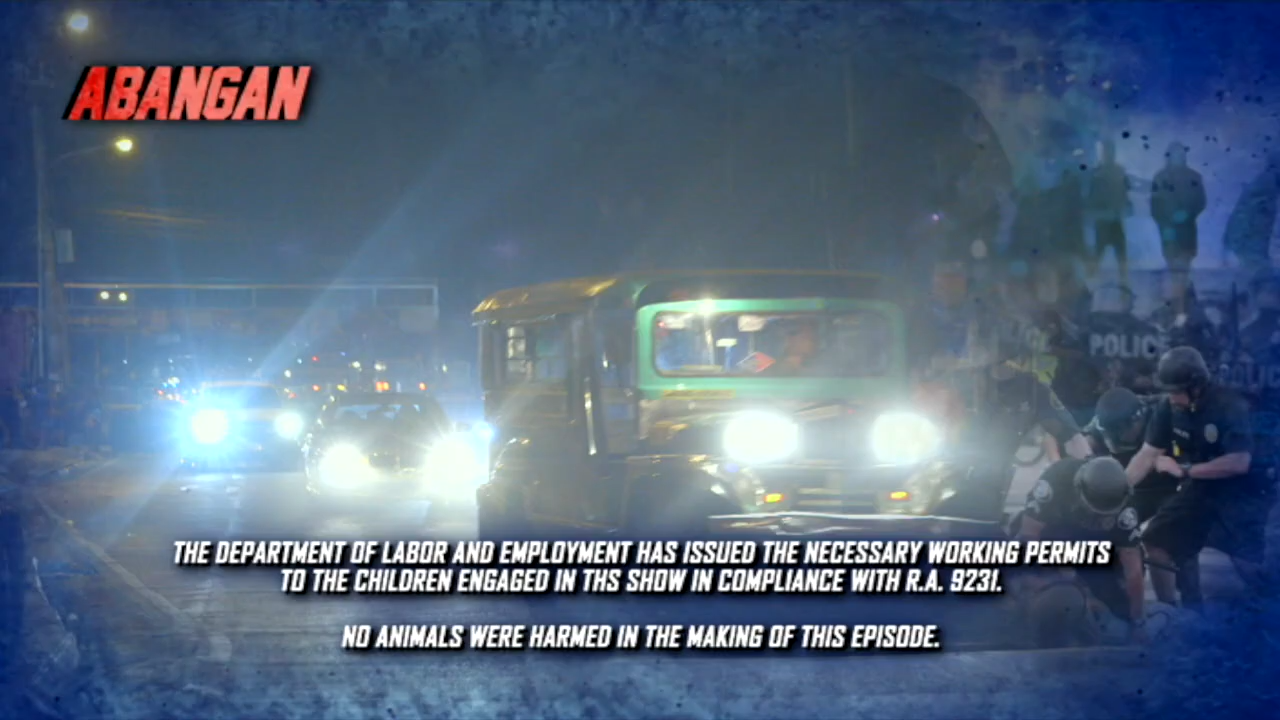 ABANGAN
POLICE
THE DEPARTMENT OF LABOR AND EMPLOYMENT HAS ISSUED THE NECESSARY WORKING PERMITS
TO THE CHILDREN ENGAGED IN THS SHOW IN COMPLIANCE WITH R.A. 9231.
NO ANIMALS WERE HARMED IN THE MAKING OF THIS EPISODE.